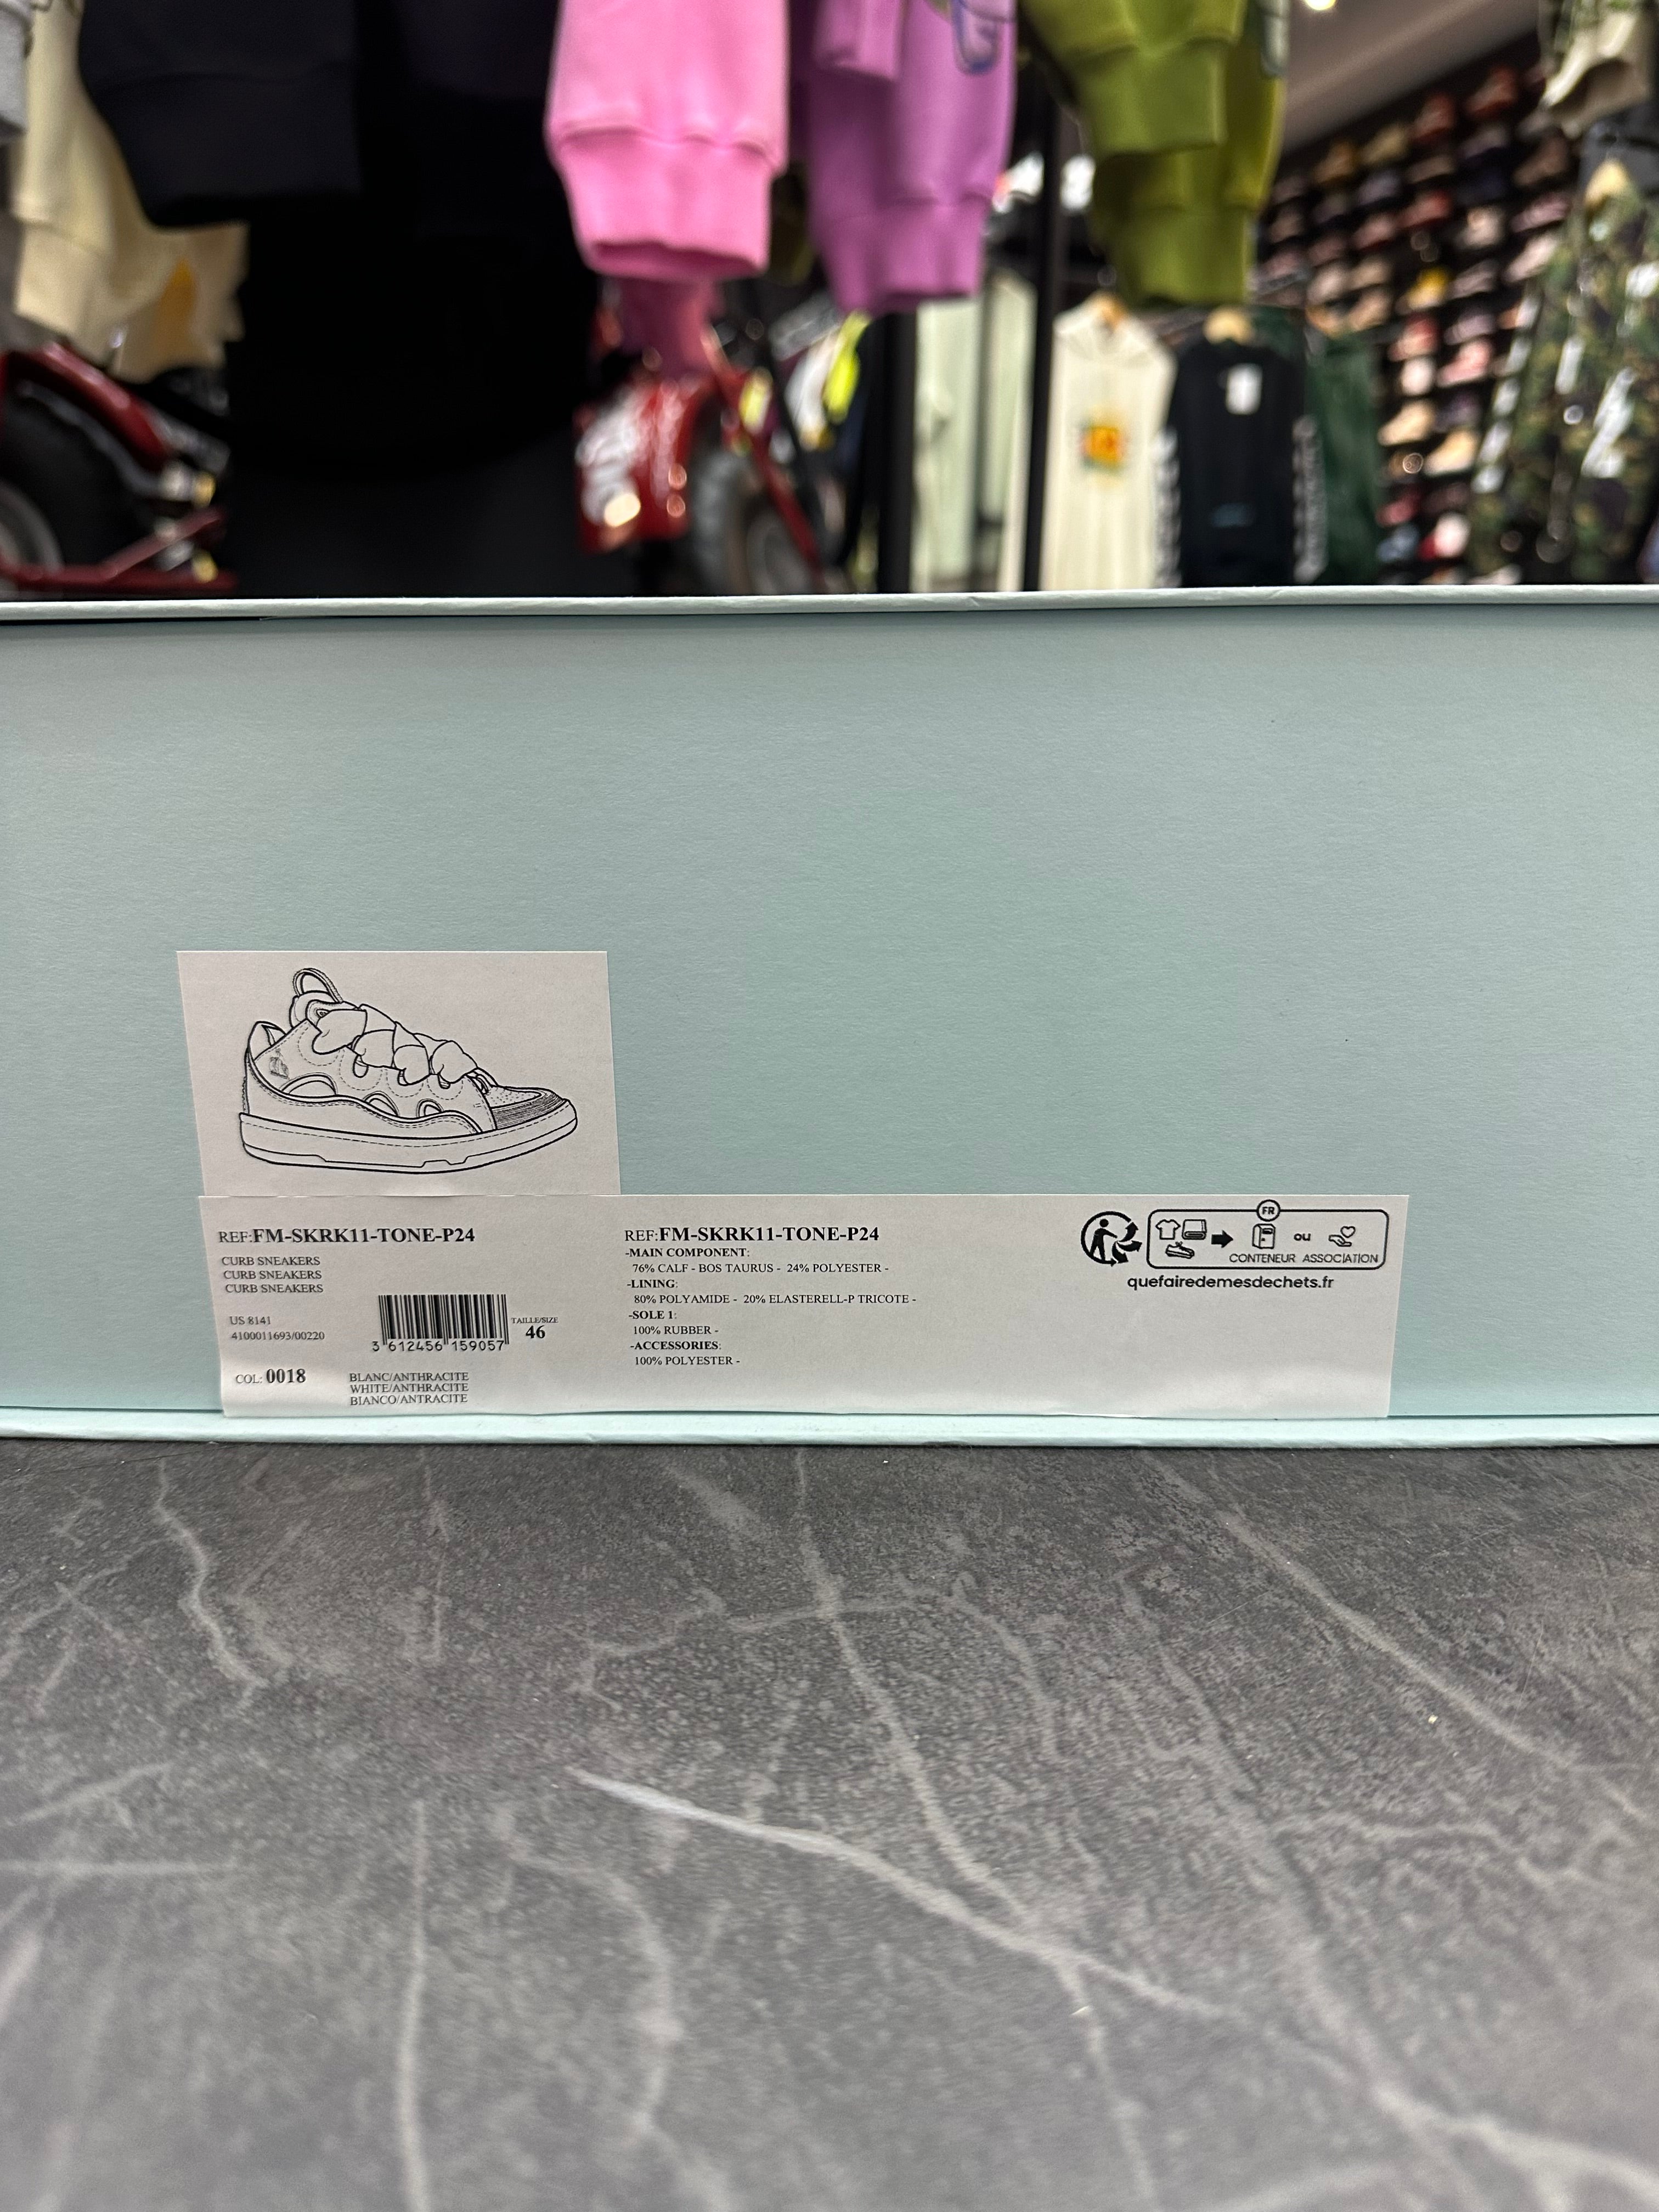 REF:FM-SKRK11-TONE-P24
CURB SNEAKERS
CURB SNEAKERS
CURB SNEAKERS
US 8141
4100011693/00220
3 612456 159057
TAILLE/SIZE
46
COL: 0018
BLANC/ANTHRACITE
WHITE/ANTHRACITE
BIANCO/ANTRACITE
REF:FM-SKRK11-TONE-P24
-MAIN COMPONENT:
76% CALF - BOS TAURUS - 24% POLYESTER -
-LINING:
80% POLYAMIDE - 20% ELASTERELL-P TRICOTE -
-SOLE 1:
100% RUBBER -
-ACCESSORIES:
100% POLYESTER -
FR
ou
CONTENEUR ASSOCIATION
quefairedemesdechets.fr